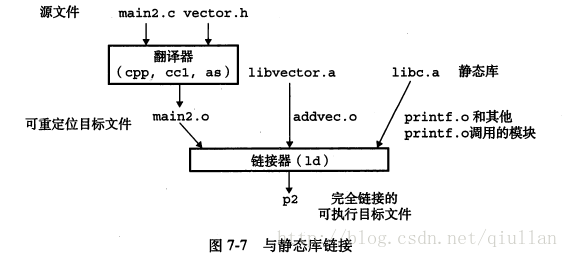 源文件 main2.c vector.h
翻译器
(cpp, cc1, as)
libvector.a
libc.a 静态库
可重定位目标文件 main2.o
addvec.o
printf.o 和其他
printf.o调用的模块
链接器 (ld)
p2 完全链接的
可执行目标文件
http://blog.csdn.net/qiullan
图 7-7 与静态库链接